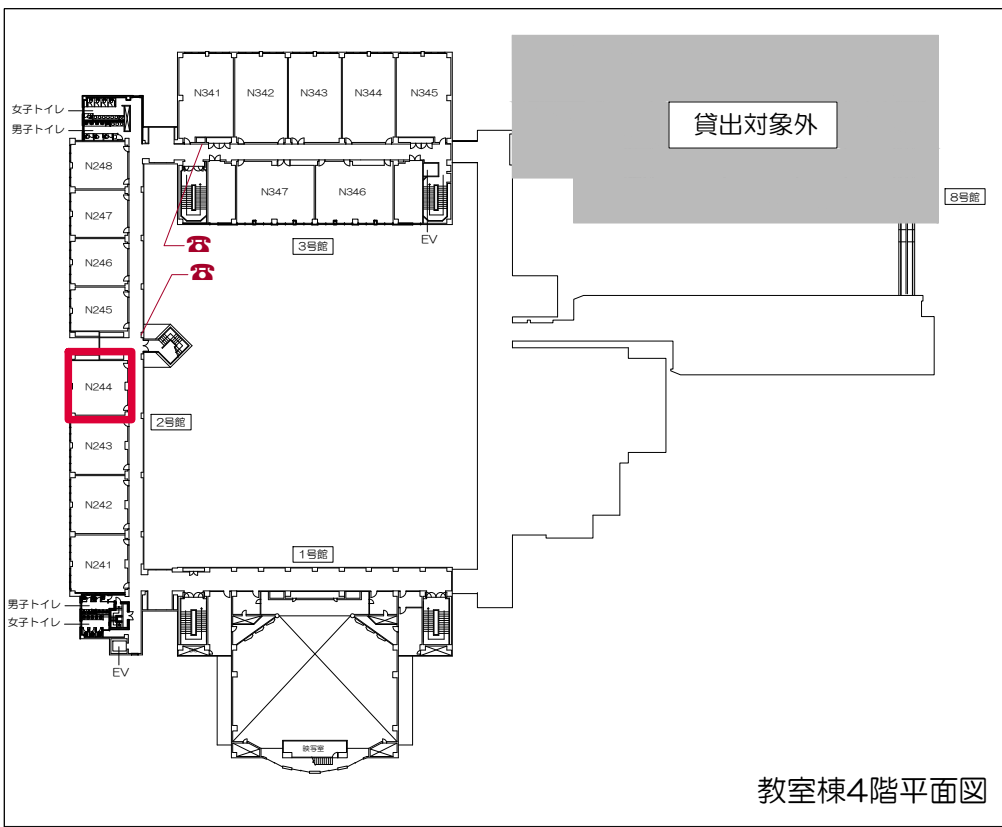 N341
N342
N343
N344
N345
女子トイレ
男子トイレ
貸出対象外
N248
N347
N346
8号館
N247
EV
3号館
N246
N245
N244
2号館
N243
N242
1号館
N241
男子トイレ
女子トイレ
EV
映写室
教室棟4階平面図